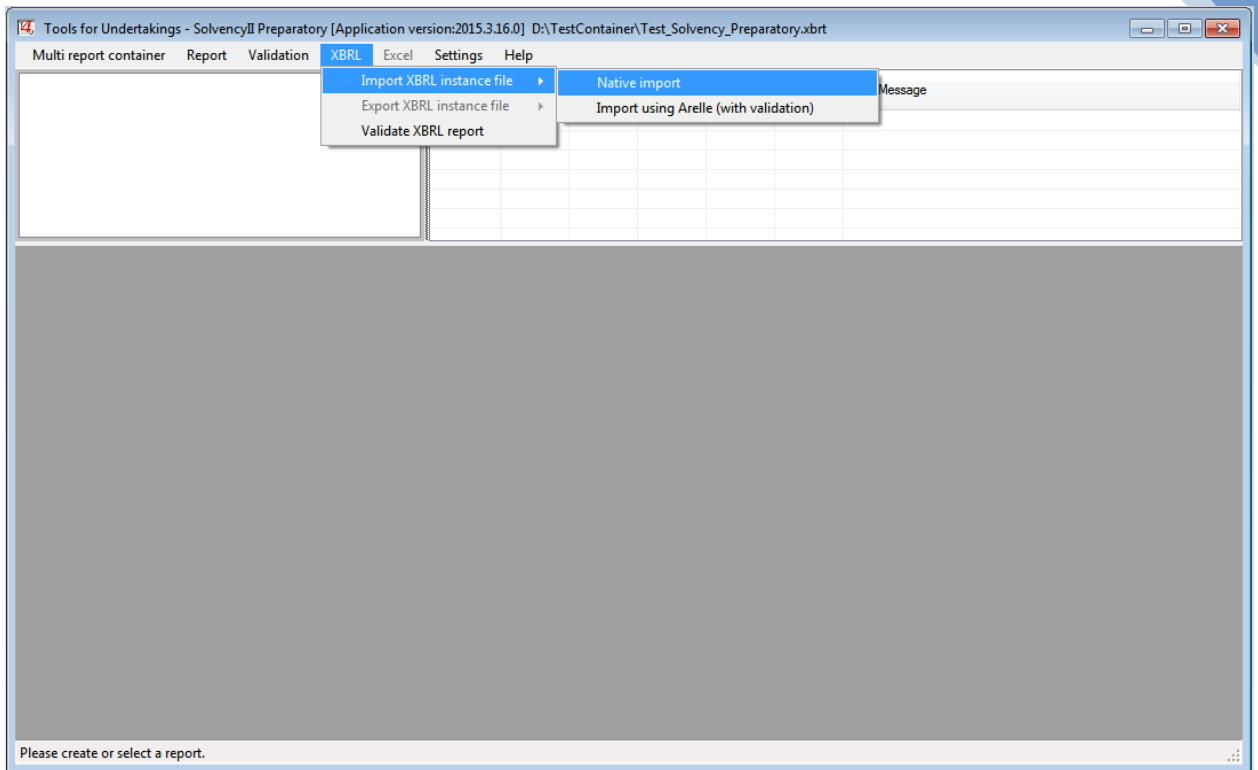 Tools for Undertakings - SolvencyII Preparatory [Application version:2015.3.16.0] D:\TestContainer\Test_Solvency_Preparatory.xbrt
Multi report container Report Validation XBRL Excel Settings Help
Import XBRL instance file
Export XBRL instance file
Validate XBRL report
Native import
Import using Arelle (with validation)
Message
Please create or select a report.